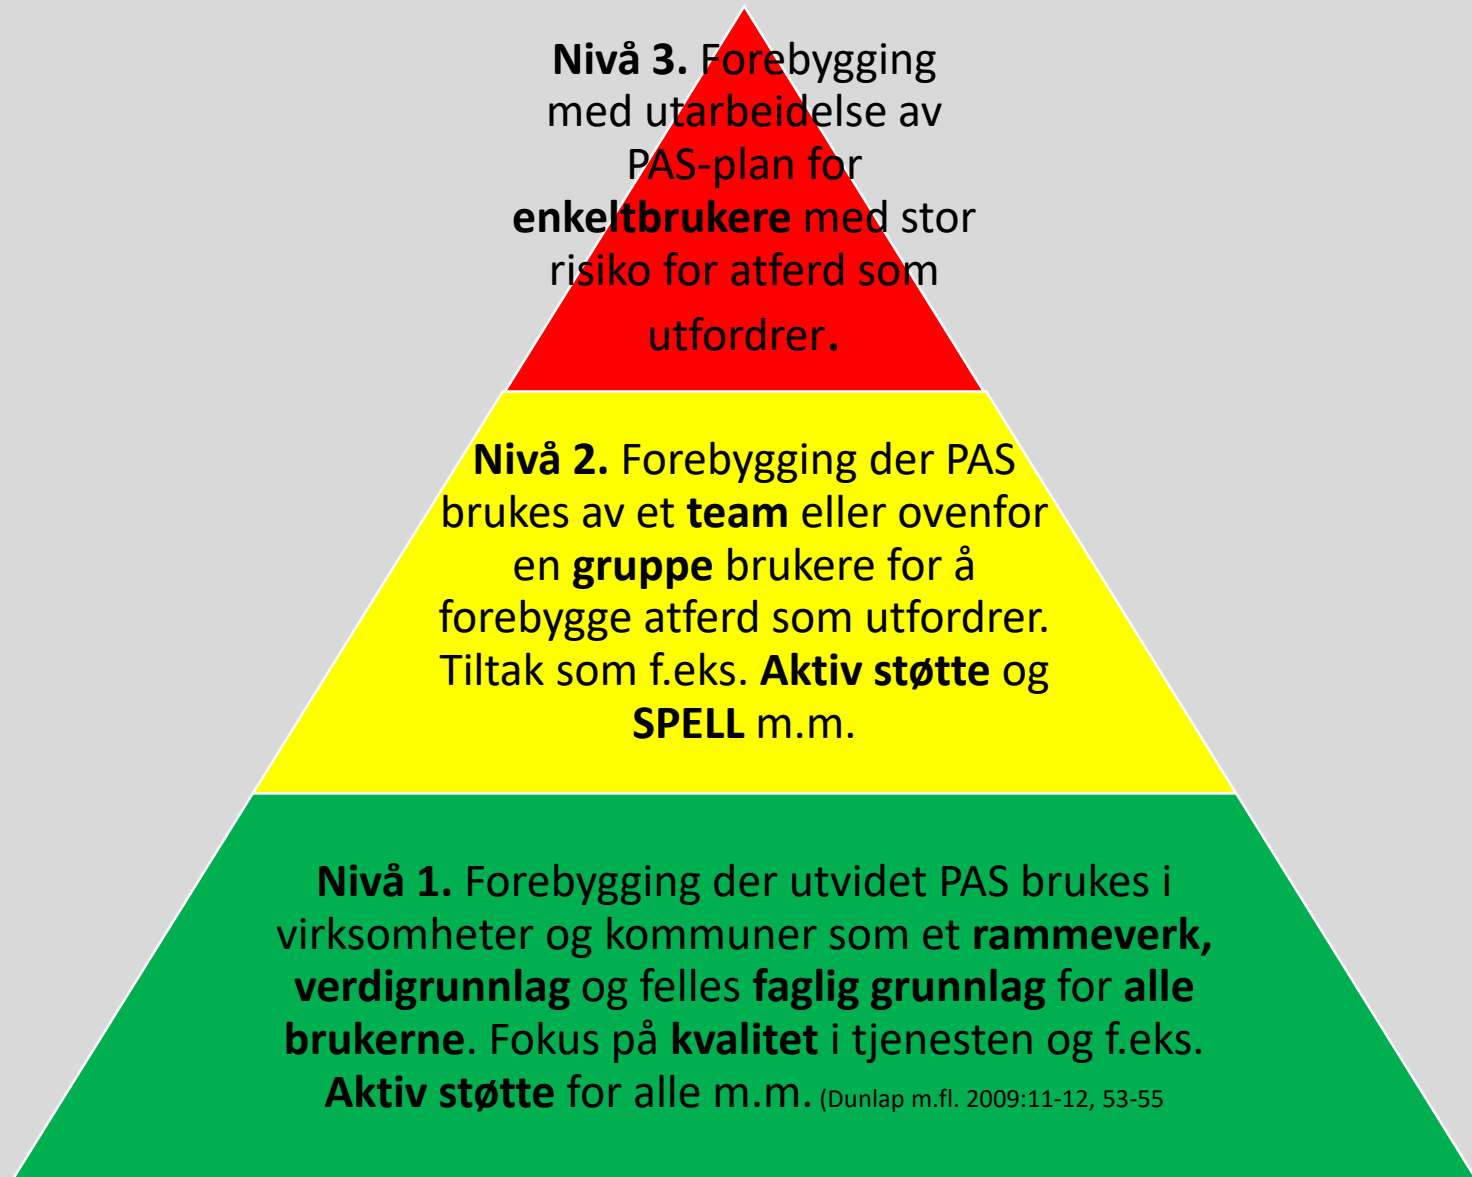 Nivå 3. Forebygging
med utarbeidelse av
PAS-plan for
enkeltbrukere med stor
risiko for atferd som
utfordrer.
Nivå 2. Forebygging der PAS
brukes av et team eller ovenfor
en gruppe brukere for å
forebygge atferd som utfordrer.
Tiltak som f.eks. Aktiv støtte og
SPELL m.m.
Nivå 1. Forebygging der utvidet PAS brukes i
virksomheter og kommuner som et rammeverk,
verdigrunnlag og felles faglig grunnlag for alle
brukerne. Fokus på kvalitet i tjenesten og f.eks.
Aktiv støtte for alle m.m. (Dunlap m.fl. 2009:11-12, 53-55